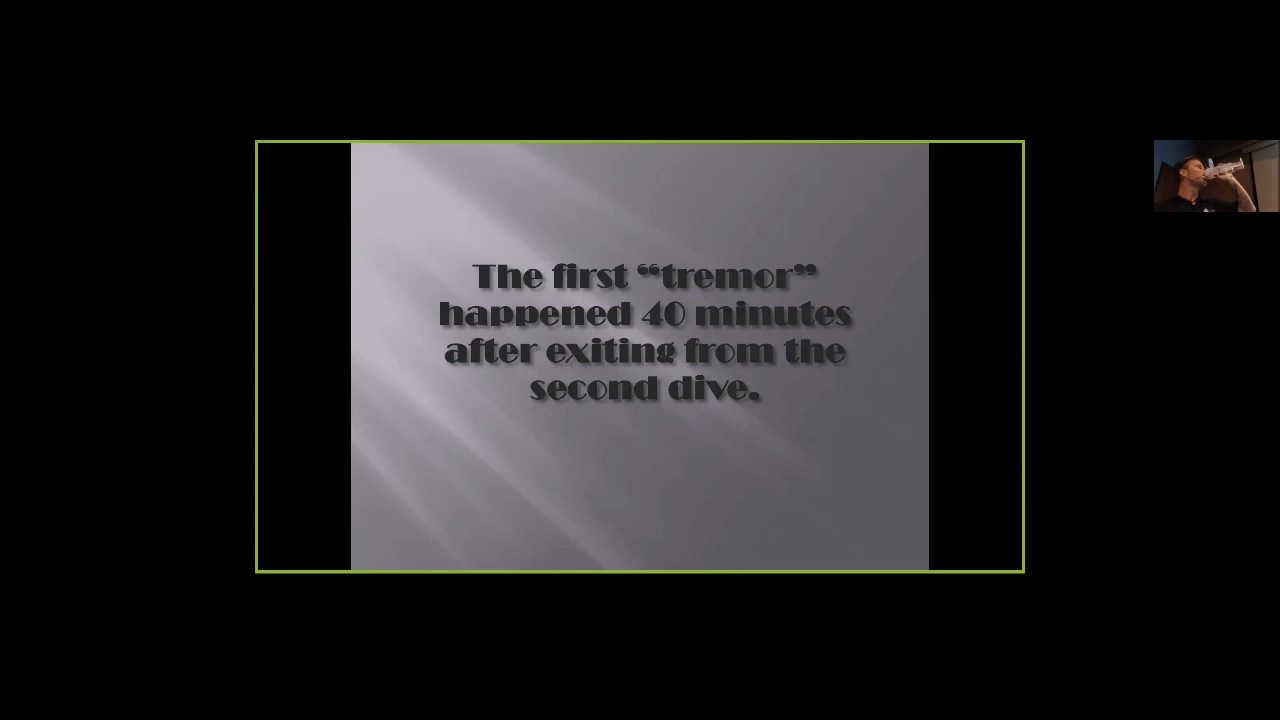 The first “tremor”
happened 40 minutes
after exiting from the
second dive.